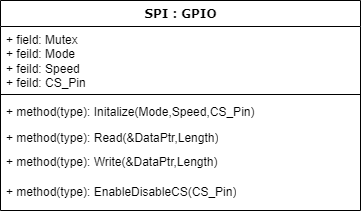 SPI : GPIO
+ feild: Mutex
+ feild: Mode
+ feild: Speed
+ feild: CS_Pin
+ method(type): Initalize(Mode,Speed,CS_Pin)
+ method(type): Read(&DataPtr,Length)
+ method(type): Write(&DataPtr,Length)
+ method(type): EnableDisableCS(CS_Pin)